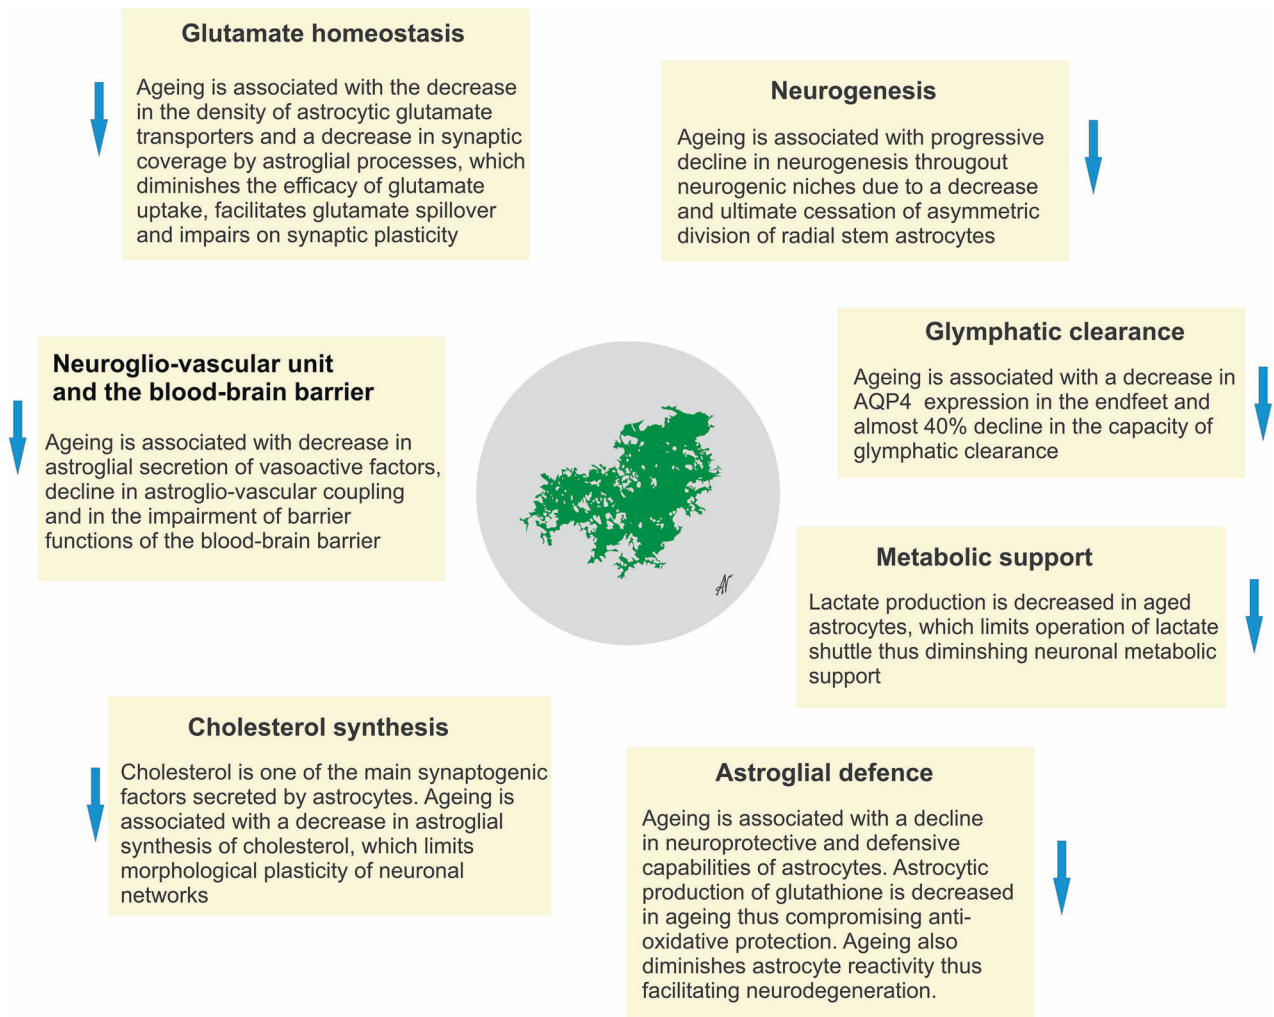 Glutamate homeostasis
Ageing is associated with the decrease
in the density of astrocytic glutamate
transporters and a decrease in synaptic
coverage by astroglial processes, which
diminishes the efficacy of glutamate
uptake, facilitates glutamate spillover
and impairs on synaptic plasticity
Neurogenesis
Ageing is associated with progressive
decline in neurogenesis througout
neurogenic niches due to a decrease
and ultimate cessation of asymmetric
division of radial stem astrocytes
Neuroglio-vascular unit
and the blood-brain barrier
Ageing is associated with decrease in
astroglial secretion of vasoactive factors,
decline in astroglio-vascular coupling
and in the impairment of barrier
functions of the blood-brain barrier
Glymphatic clearance
Ageing is associated with a decrease in
AQP4 expression in the endfeet and
almost 40% decline in the capacity of
glymphatic clearance
Metabolic support
Lactate production is decreased in aged
astrocytes, which limits operation of lactate
shuttle thus diminshing neuronal metabolic
support
Cholesterol synthesis
Cholesterol is one of the main synaptogenic
factors secreted by astrocytes. Ageing is
associated with a decrease in astroglial
synthesis of cholesterol, which limits
morphological plasticity of neuronal
networks
Astroglial defence
Ageing is associated with a decline
in neuroprotective and defensive
capabilities of astrocytes. Astrocytic
production of glutathione is decreased
in ageing thus compromising anti-
oxidative protection. Ageing also
diminishes astrocyte reactivity thus
facilitating neurodegeneration.